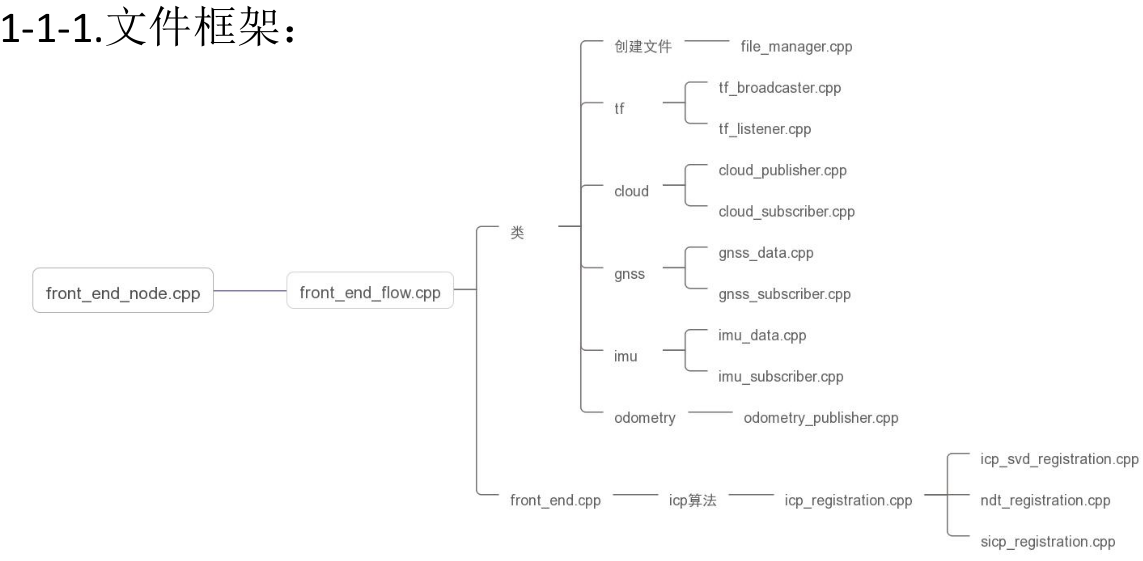 1-1-1.文件框架：
创建文件
file_manager.cpp
tf
tf_broadcaster.cpp
tf_listener.cpp
cloud
cloud_publisher.cpp
cloud_subscriber.cpp
类
gnss
gnss_data.cpp
gnss_subscriber.cpp
front_end_node.cpp
front_end_flow.cpp
imu
imu_data.cpp
imu_subscriber.cpp
odometry
odometry_publisher.cpp
front_end.cpp
icp算法
icp_registration.cpp
icp_svd_registration.cpp
ndt_registration.cpp
sicp_registration.cpp